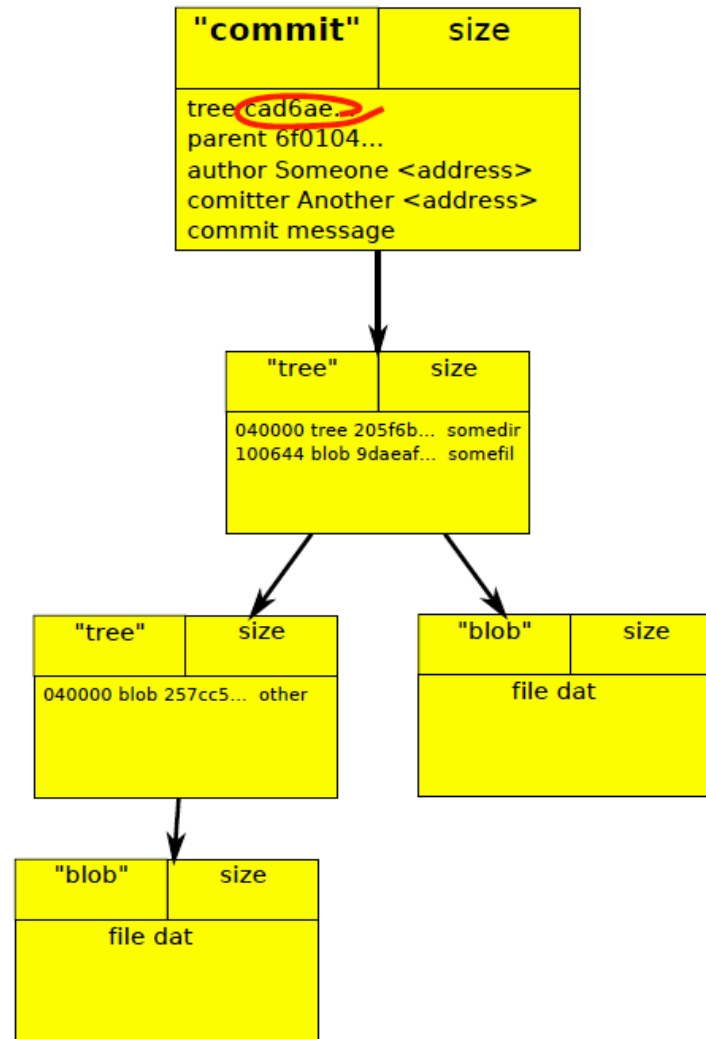 "commit" size
tree cad6ae...
parent 6f0104...
author Someone <address>
comitter Another <address>
commit message
"tree" size
040000 tree 205f6b... somedir
100644 blob 9daeaf... somefil
"tree" size
040000 blob 257cc5... other
"blob" size
file dat
"blob" size
file dat